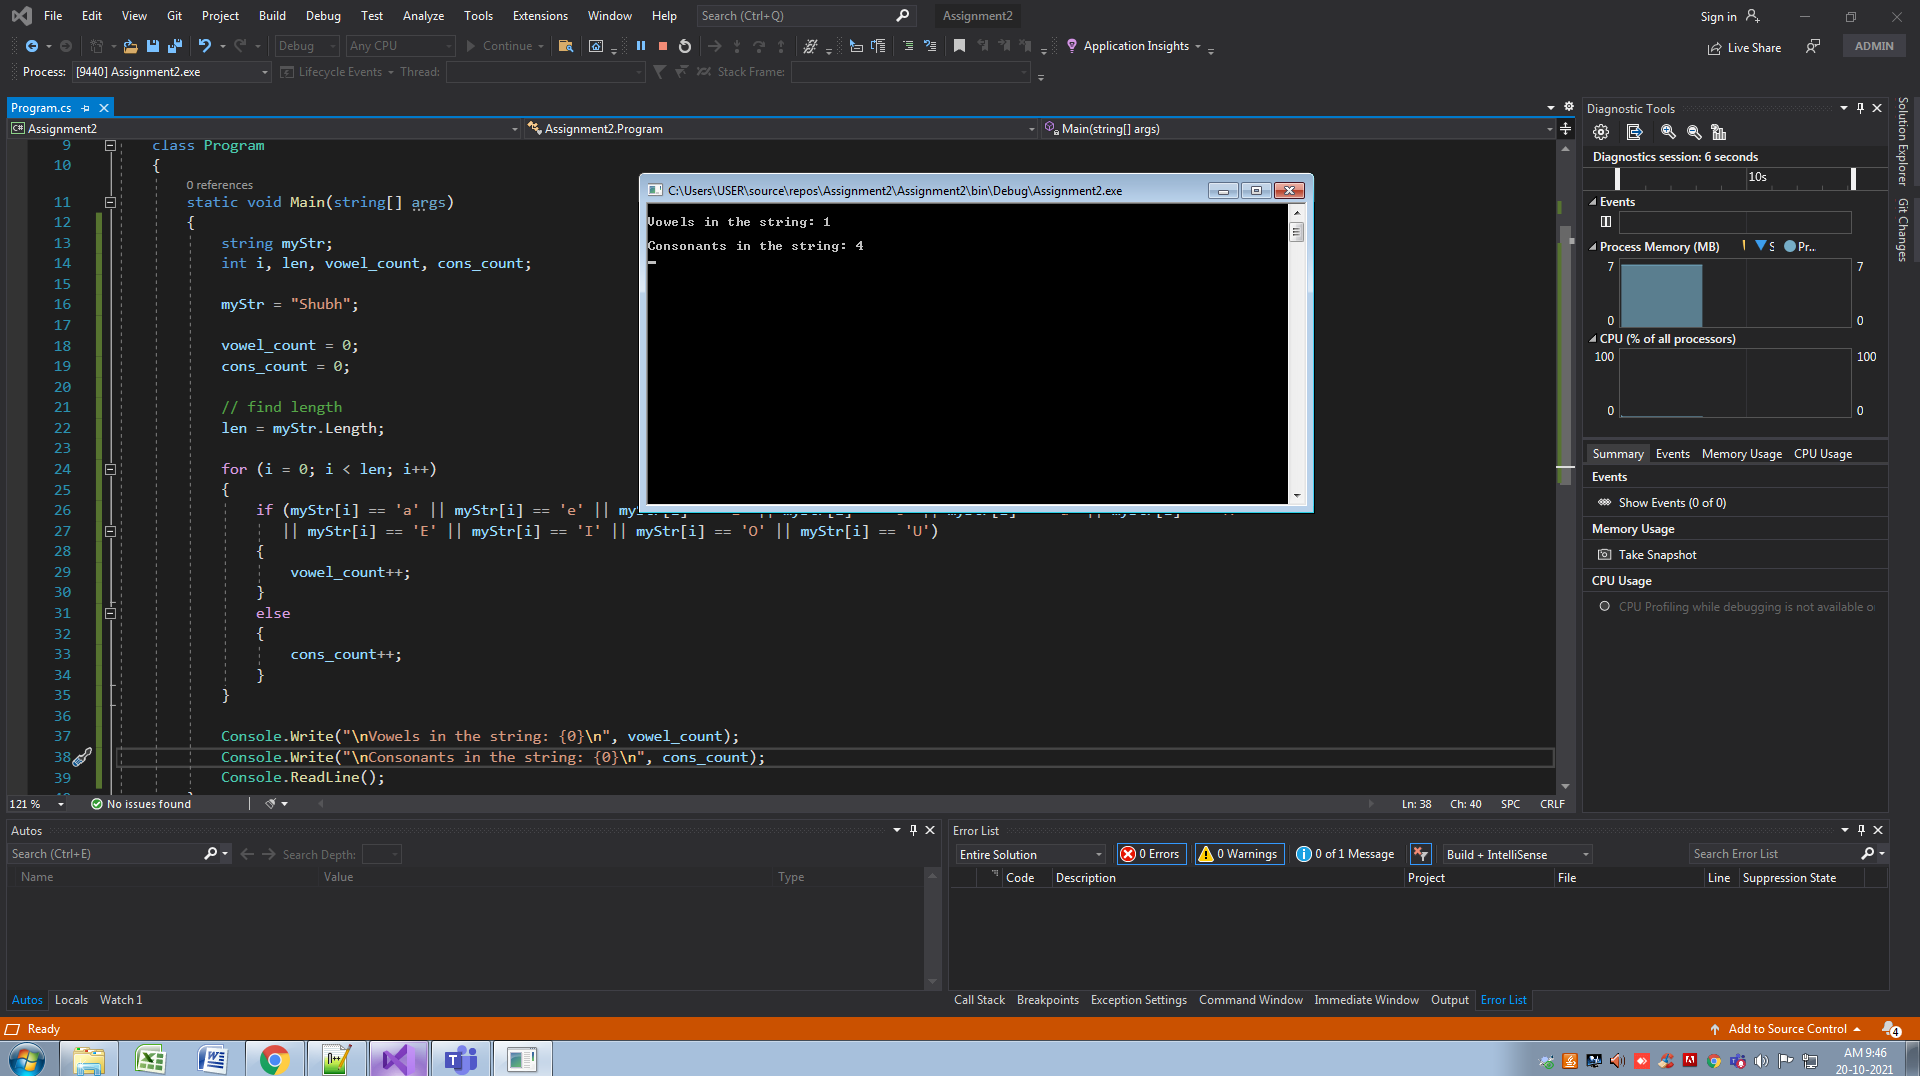 File Edit View Git Project Build Debug Test Analyze Tools Extensions Window Help Search (Ctrl+Q) Assignment2 Sign in
Debug Any CPU Continue Application Insights Live Share ADMIN
Process: [9440] Assignment2.exe Lifecycle Events Thread: Stack Frame:
Program.cs
Assignment2 Assignment2.Program Main(string[] args)
9 class Program
10 {
0 references
11 static void Main(string[] args)
12 {
13 string myStr;
14 int i, len, vowel_count, cons_count;
15
16 myStr = "Shubh";
17
18 vowel_count = 0;
19 cons_count = 0;
20
21 // find length
22 len = myStr.Length;
23
24 for (i = 0; i < len; i++)
25 {
26 if (myStr[i] == 'a' || myStr[i] == 'e' ||
27 || myStr[i] == 'E' || myStr[i] == 'I' || myStr[i] == 'O' || myStr[i] == 'U')
28 {
29 vowel_count++;
30 }
31 else
32 {
33 cons_count++;
34 }
35 }
36
37 Console.Write("\nVowels in the string: {0}\n", vowel_count);
38 Console.Write("\nConsonants in the string: {0}\n", cons_count);
39 Console.ReadLine();
121 % No issues found Ln: 38 Ch: 40 SPC CRLF
C:\Users\USER\source\repos\Assignment2\Assignment2\bin\Debug\Assignment2.exe
Vowels in the string: 1
Consonants in the string: 4
Diagnostic Tools
Diagnostics session: 6 seconds
10s
Events
Process Memory (MB) S Pr...
7 7
0 0
CPU (% of all processors)
100 100
0 0
Summary Events Memory Usage CPU Usage
Events
Show Events (0 of 0)
Memory Usage
Take Snapshot
CPU Usage
CPU Profiling while debugging is not available o
Solution Explorer
Git Changes
Autos
Search (Ctrl+E) Search Depth:
Name Value Type
Autos Locals Watch 1
Error List
Entire Solution 0 Errors 0 Warnings 0 of 1 Message Build + IntelliSense Search Error List
Code Description Project File Line Suppression State
Call Stack Breakpoints Exception Settings Command Window Immediate Window Output Error List
Ready Add to Source Control 4
AM 9:46
20-10-2021